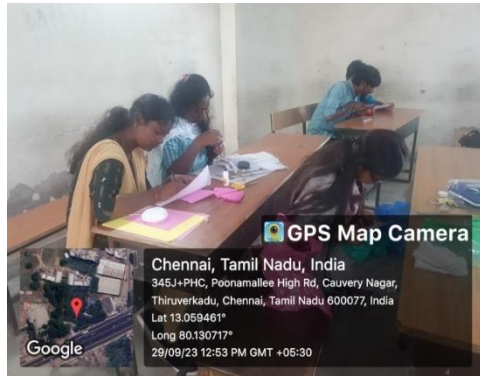 GPS Map Camera
Chennai, Tamil Nadu, India
345J+PHC, Poonamallee High Rd, Cauvery Nagar,
Thiruverkadu, Chennai, Tamil Nadu 600077, India
Lat 13.059461°
Long 80.130717°
29/09/23 12:53 PM GMT +05:30
Google